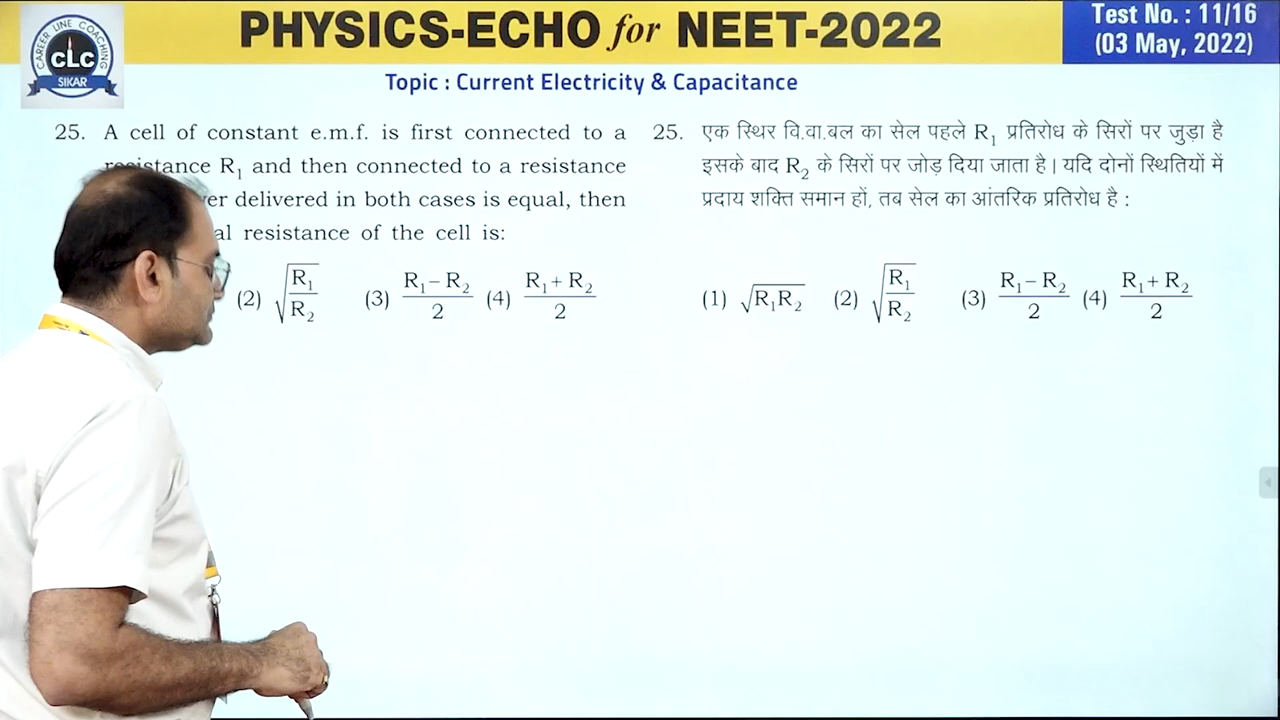 PHYSICS-ECHO for NEET-2022
Test No. : 11/16
(03 May, 2022)
CAREER LINE COACHING
CLC
SIKAR
Topic : Current Electricity & Capacitance
25. A cell of constant e.m.f. is first connected to a
resistance R₁ and then connected to a resistance
delivered in both cases is equal, then
resistance of the cell is:
(2) √(R₁/R₂) (3) (R₁ − R₂)/2 (4) (R₁ + R₂)/2
25. एक स्थिर वि.वा.बल का सेल पहले R₁ प्रतिरोध के सिरों पर जुड़ा है
इसके बाद R₂ के सिरों पर जोड़ दिया जाता है। यदि दोनों स्थितियों में
प्रदाय शक्ति समान हों, तब सेल का आंतरिक प्रतिरोध है :
(1) √(R₁R₂) (2) √(R₁/R₂) (3) (R₁ − R₂)/2 (4) (R₁ + R₂)/2